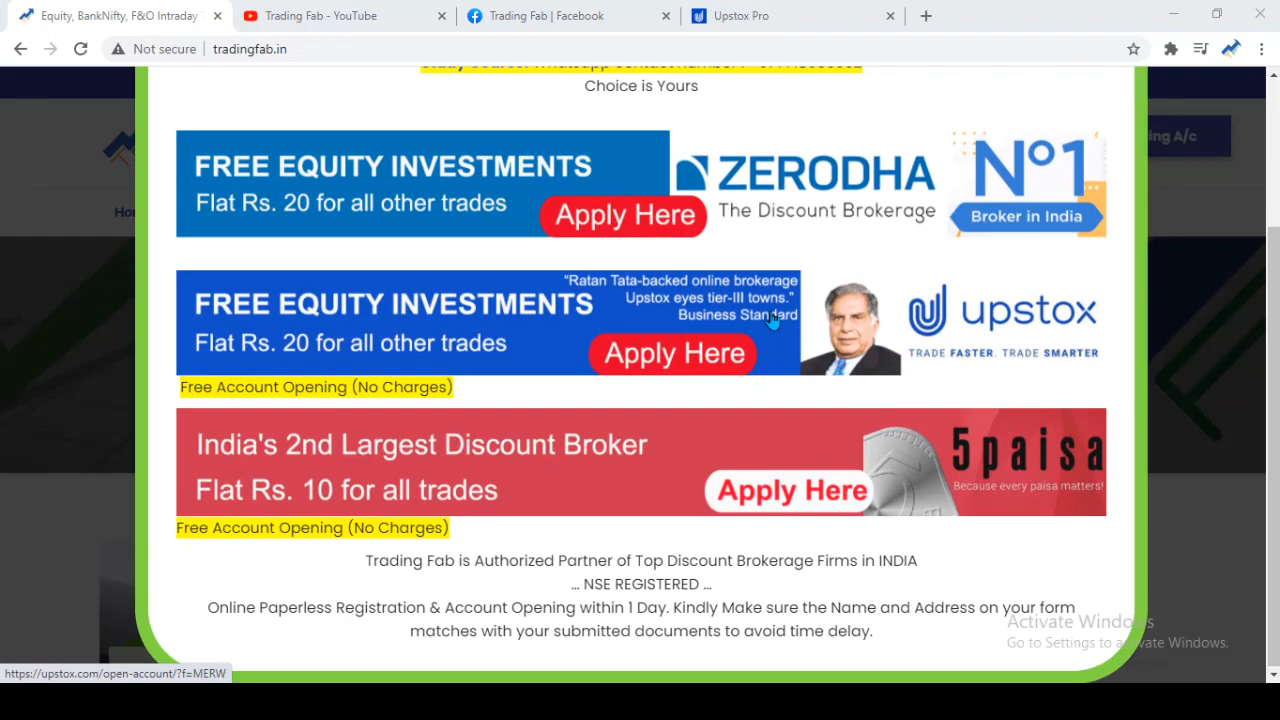 Equity, BankNifty, F&O Intraday
Trading Fab - YouTube
Trading Fab | Facebook
Upstox Pro
Not secure
tradingfab.in
Choice is Yours
FREE EQUITY INVESTMENTS
Flat Rs. 20 for all other trades
Apply Here
ZERODHA
The Discount Brokerage
Nº1
Broker in India
ing A/c
FREE EQUITY INVESTMENTS
Flat Rs. 20 for all other trades
“Ratan Tata-backed online brokerage
Upstox eyes tier-III towns.”
Business Standard
Apply Here
upstox
TRADE FASTER. TRADE SMARTER
Free Account Opening (No Charges)
India's 2nd Largest Discount Broker
Flat Rs. 10 for all trades
Apply Here
5paisa
Because every paisa matters!
Free Account Opening (No Charges)
Trading Fab is Authorized Partner of Top Discount Brokerage Firms in INDIA
... NSE REGISTERED ...
Online Paperless Registration & Account Opening within 1 Day. Kindly Make sure the Name and Address on your form
matches with your submitted documents to avoid time delay.
Activate Windows
Go to Settings to activate Windows.
https://upstox.com/open-account/?f=MERW